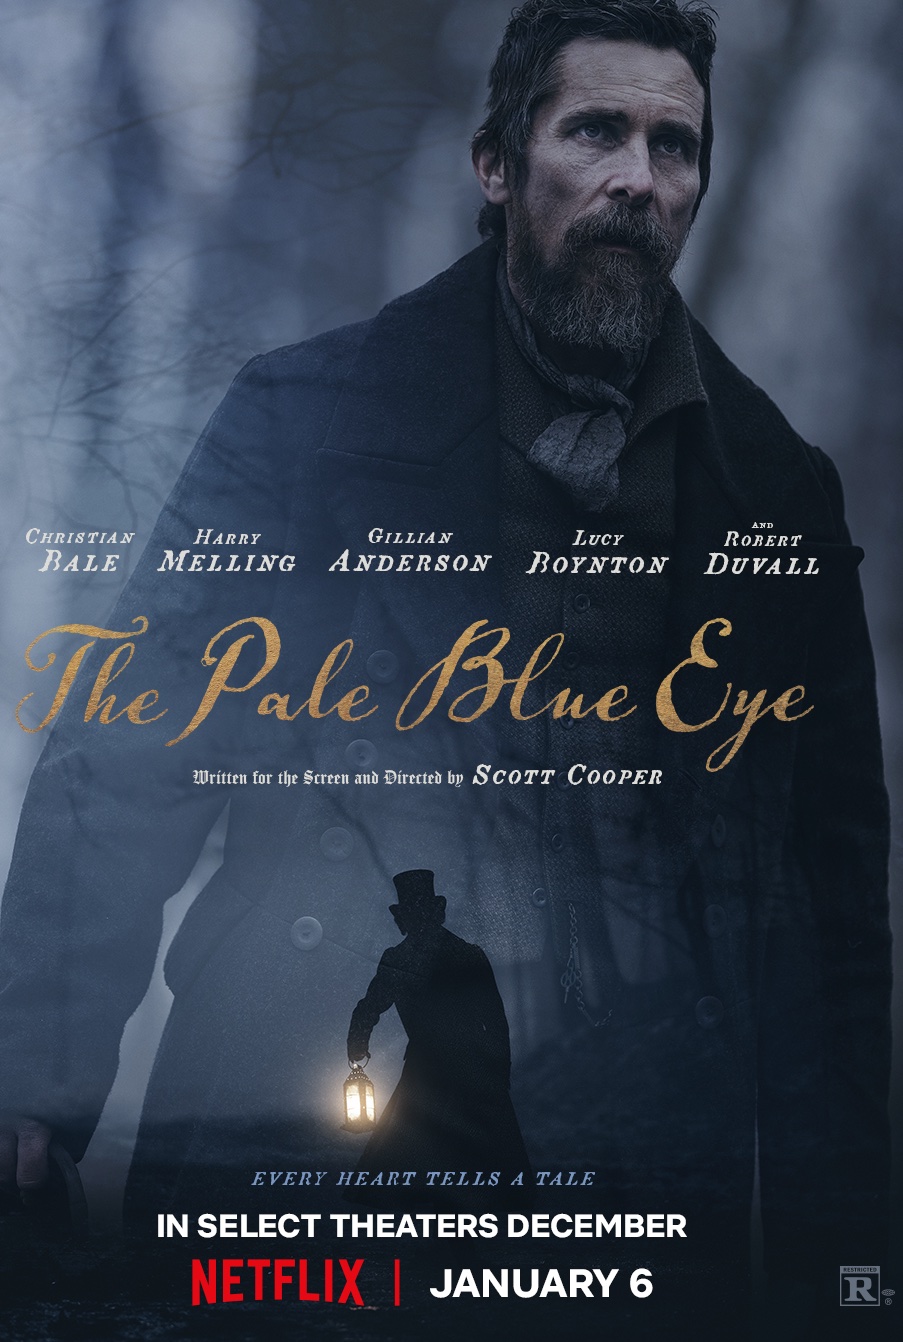 CHRISTIAN BALE
HARRY MELLING
GILLIAN ANDERSON
LUCY BOYNTON
AND ROBERT DUVALL
The Pale Blue Eye
Written for the Screen and Directed by SCOTT COOPER
EVERY HEART TELLS A TALE
IN SELECT THEATERS DECEMBER
NETFLIX | JANUARY 6
RESTRICTED
R
®